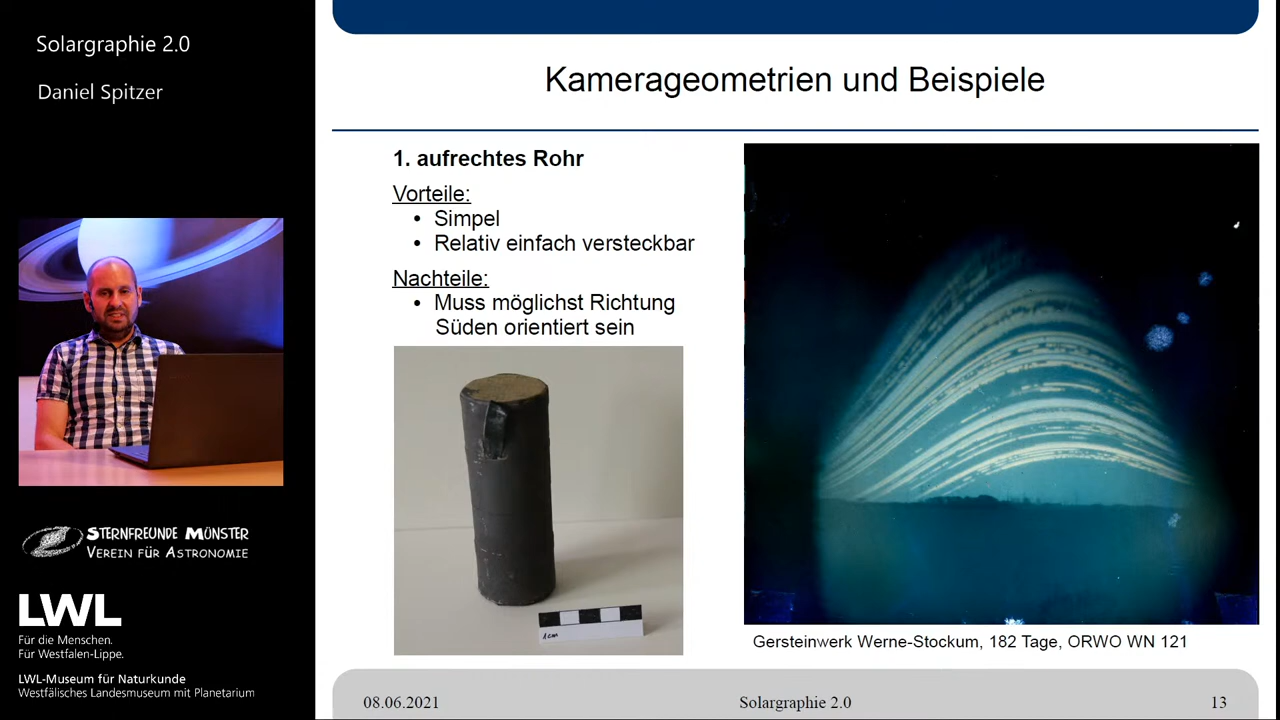 Solargraphie 2.0
Daniel Spitzer
STERNFREUNDE MÜNSTER
VEREIN FÜR ASTRONOMIE
LWL
Für die Menschen.
Für Westfalen-Lippe.
LWL-Museum für Naturkunde
Westfälisches Landesmuseum mit Planetarium
Kamerageometrien und Beispiele
1. aufrechtes Rohr
Vorteile:
• Simpel
• Relativ einfach versteckbar
Nachteile:
• Muss möglichst Richtung
Süden orientiert sein
1 cm
Gersteinwerk Werne-Stockum, 182 Tage, ORWO WN 121
08.06.2021
Solargraphie 2.0
13